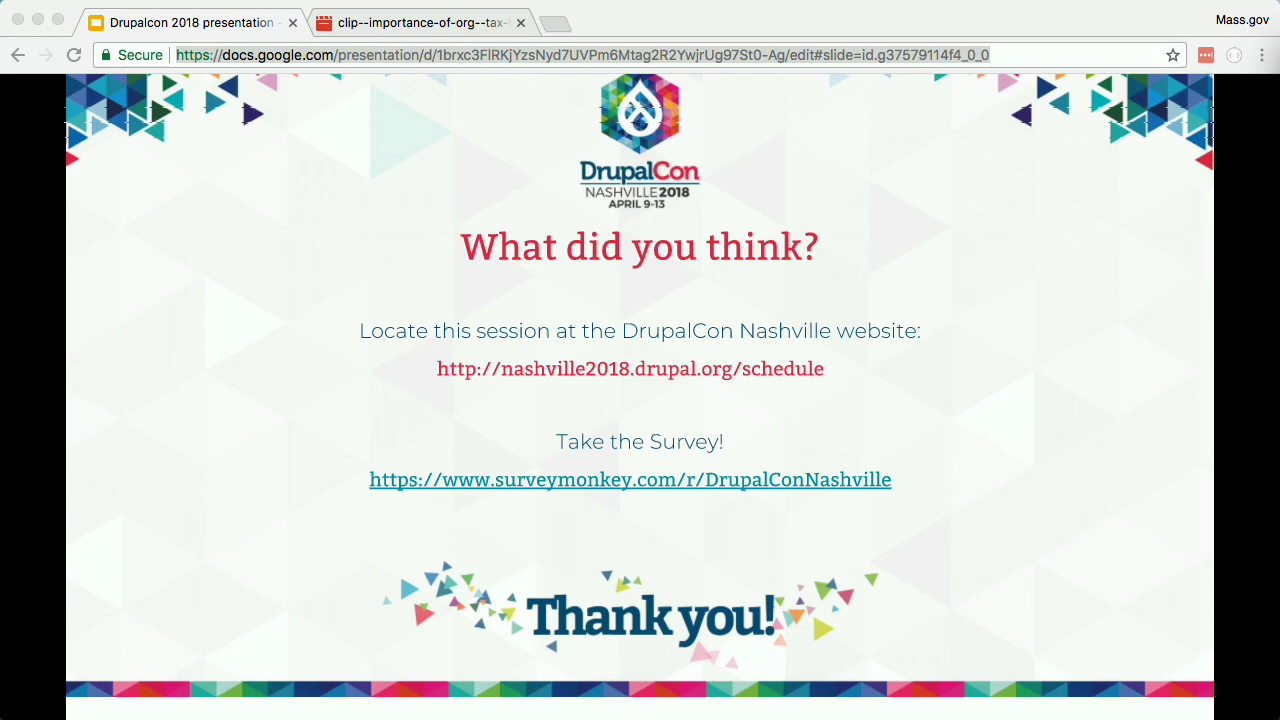 Drupalcon 2018 presentation -
clip--importance-of-org--tax-
Mass.gov
Secure
https://docs.google.com/presentation/d/1brxc3FlRKjYzsNyd7UVPm6Mtag2R2YwjrUg97St0-Ag/edit#slide=id.g37579114f4_0_0
DrupalCon
NASHVILLE 2018
APRIL 9-13
What did you think?
Locate this session at the DrupalCon Nashville website:
http://nashville2018.drupal.org/schedule
Take the Survey!
https://www.surveymonkey.com/r/DrupalConNashville
Thank you!